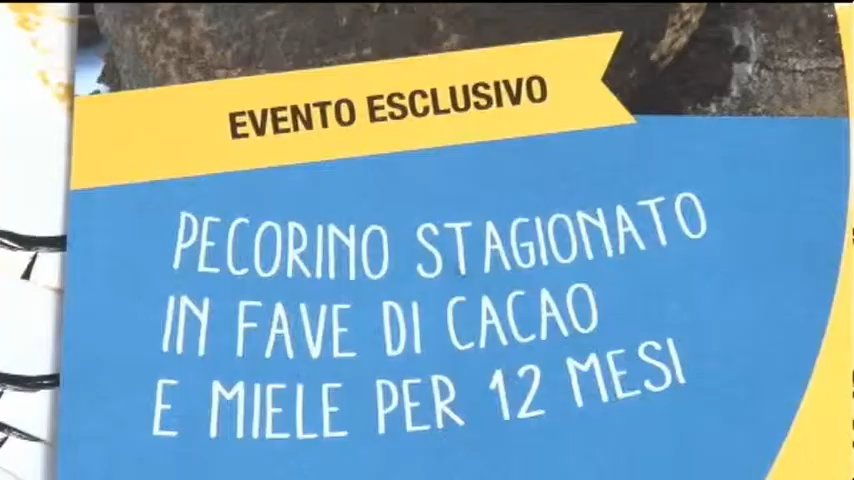 EVENTO ESCLUSIVO
PECORINO STAGIONATO
IN FAVE DI CACAO
E MIELE PER 12 MESI